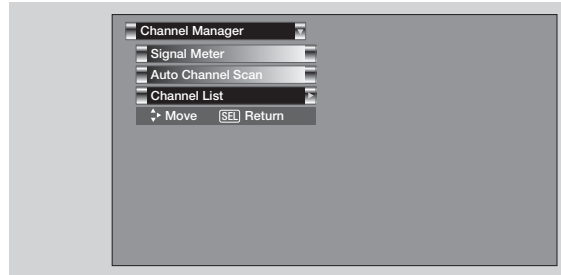 Channel Manager
Signal Meter
Auto Channel Scan
Channel List
Move SEL Return